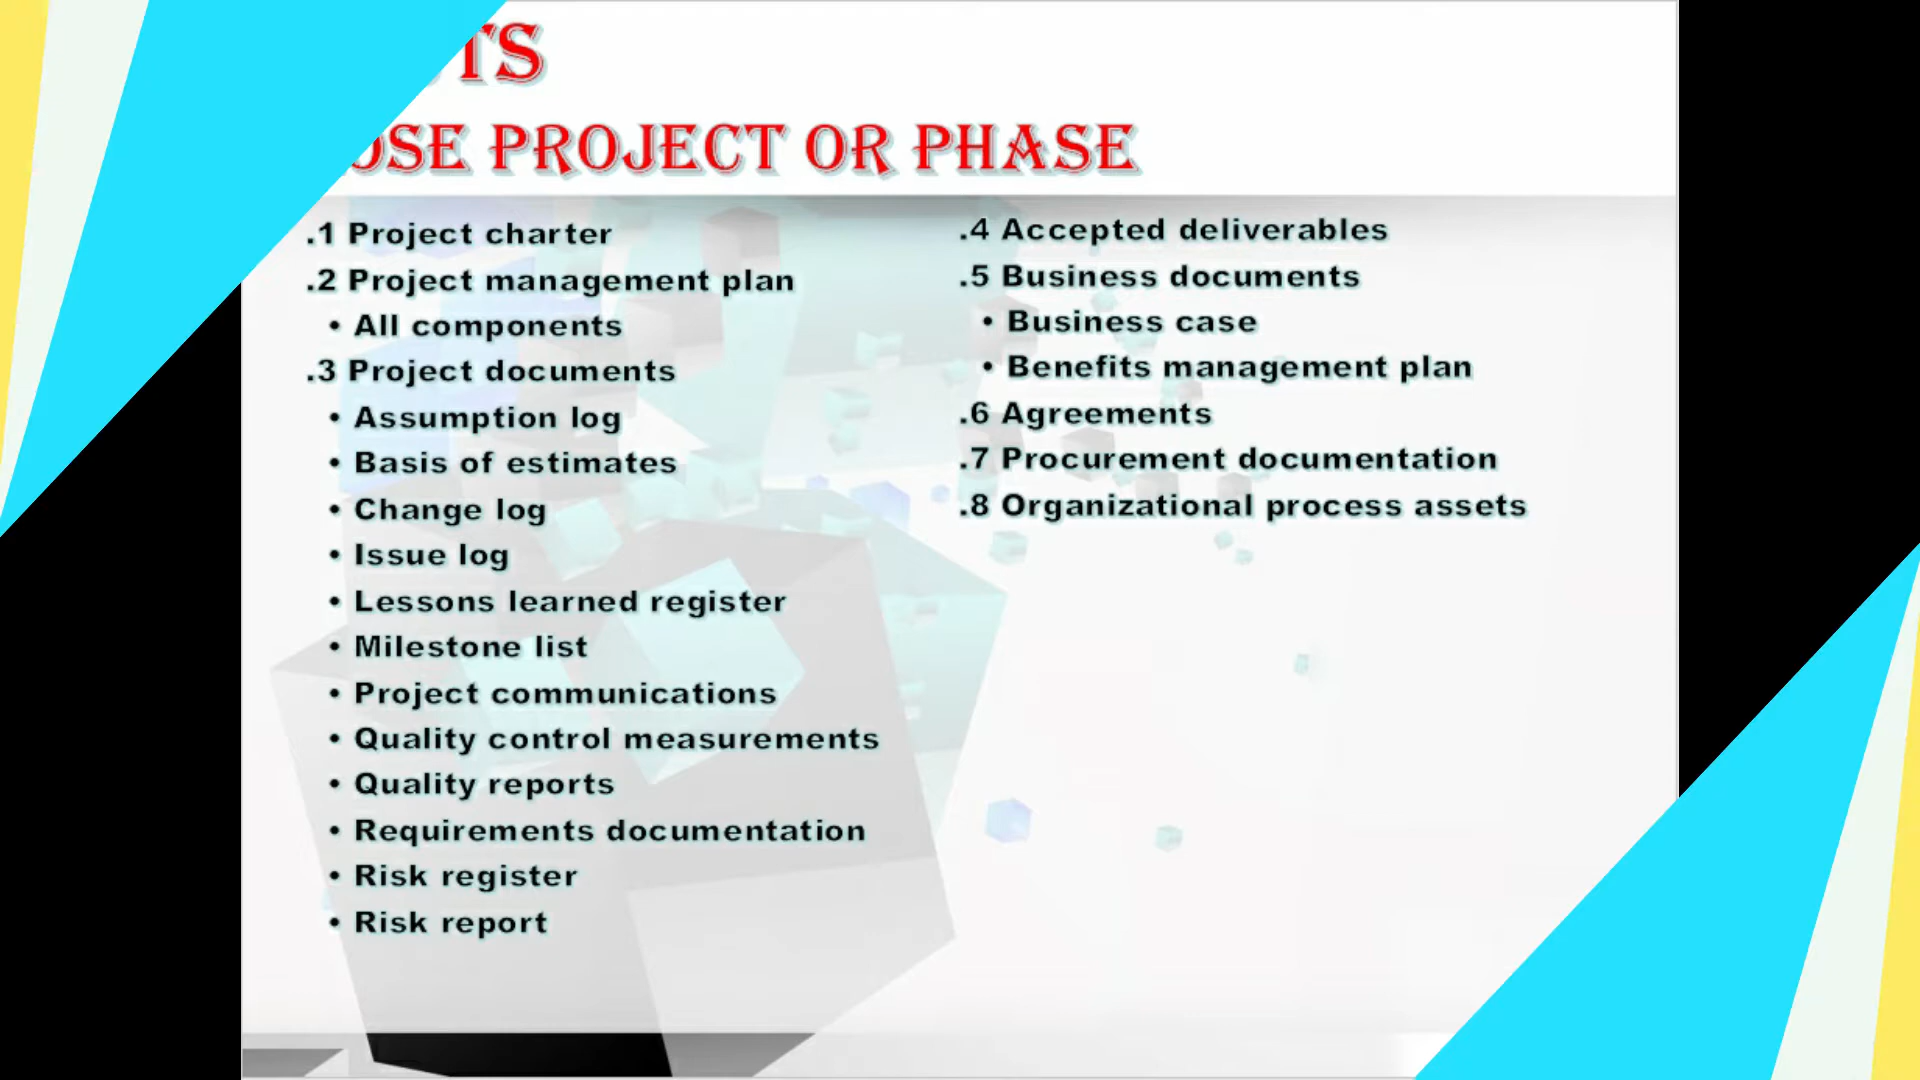 TS
OSE PROJECT OR PHASE
.1 Project charter
.2 Project management plan
• All components
.3 Project documents
• Assumption log
• Basis of estimates
• Change log
• Issue log
• Lessons learned register
• Milestone list
• Project communications
• Quality control measurements
• Quality reports
• Requirements documentation
• Risk register
• Risk report
.4 Accepted deliverables
.5 Business documents
• Business case
• Benefits management plan
.6 Agreements
.7 Procurement documentation
.8 Organizational process assets